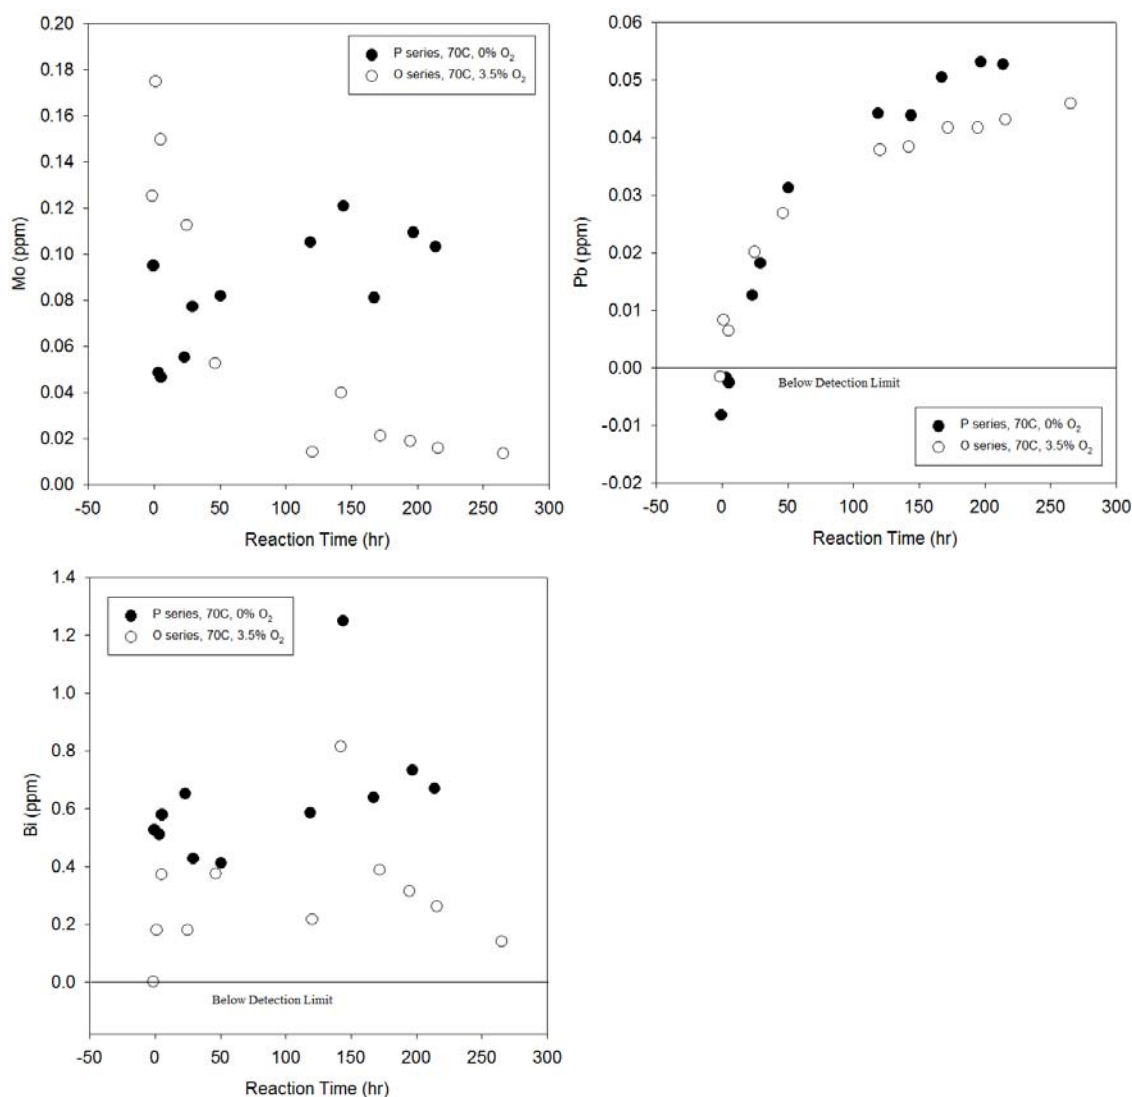 0.20
0.18
0.16
0.14
0.12
0.10
0.08
0.06
0.04
0.02
0.00
Mo (ppm)
P series, 70C, 0% O2
O series, 70C, 3.5% O2
-50 0 50 100 150 200 250 300
Reaction Time (hr)
0.06
0.05
0.04
0.03
0.02
0.01
0.00
-0.01
-0.02
Pb (ppm)
Below Detection Limit
P series, 70C, 0% O2
O series, 70C, 3.5% O2
-50 0 50 100 150 200 250 300
Reaction Time (hr)
1.4
1.2
1.0
0.8
0.6
0.4
0.2
0.0
Bi (ppm)
P series, 70C, 0% O2
O series, 70C, 3.5% O2
Below Detection Limit
-50 0 50 100 150 200 250 300
Reaction Time (hr)